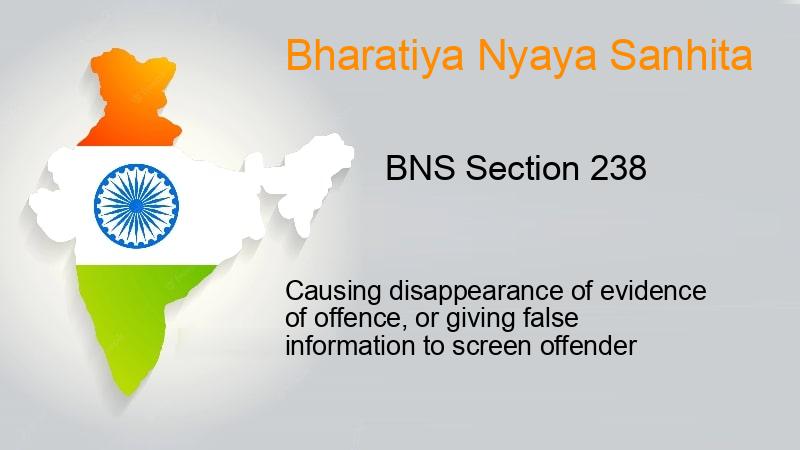 Bharatiya Nyaya Sanhita
BNS Section 238
Causing disappearance of evidence
of offence, or giving false
information to screen offender